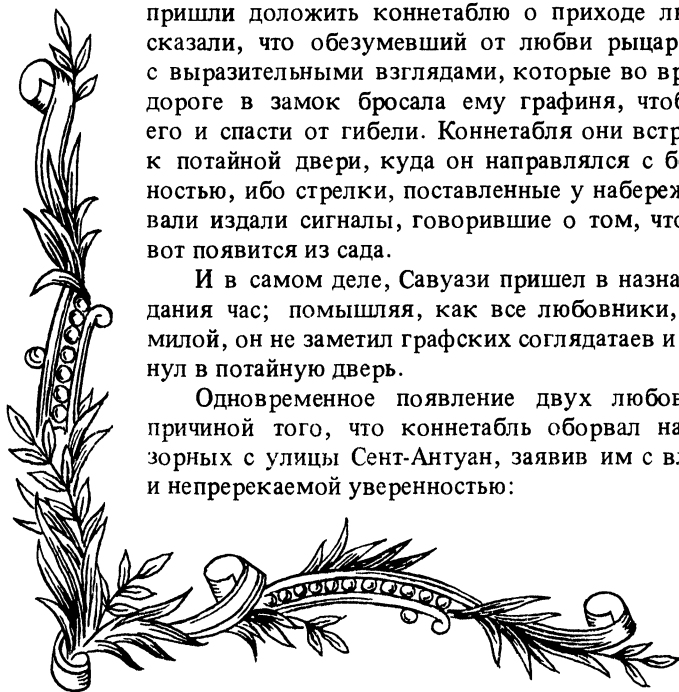 пришли доложить коннетаблю о приходе лю
сказали, что обезумевший от любви рыцар
с выразительными взглядами, которые во вр
дороге в замок бросала ему графиня, чтоб
его и спасти от гибели. Коннетабля они встр
к потайной двери, куда он направлялся с бе
ностью, ибо стрелки, поставленные у набереж
вали издали сигналы, говорившие о том, что
вот появится из сада.
И в самом деле, Савуази пришел в назна
дания час; помышляя, как все любовники,
милой, он не заметил графских соглядатаев и
нул в потайную дверь.
Одновременное появление двух любов
причиной того, что коннетабль оборвал на
зорных с улицы Сент-Антуан, заявив им с вл
и непререкаемой уверенностью: